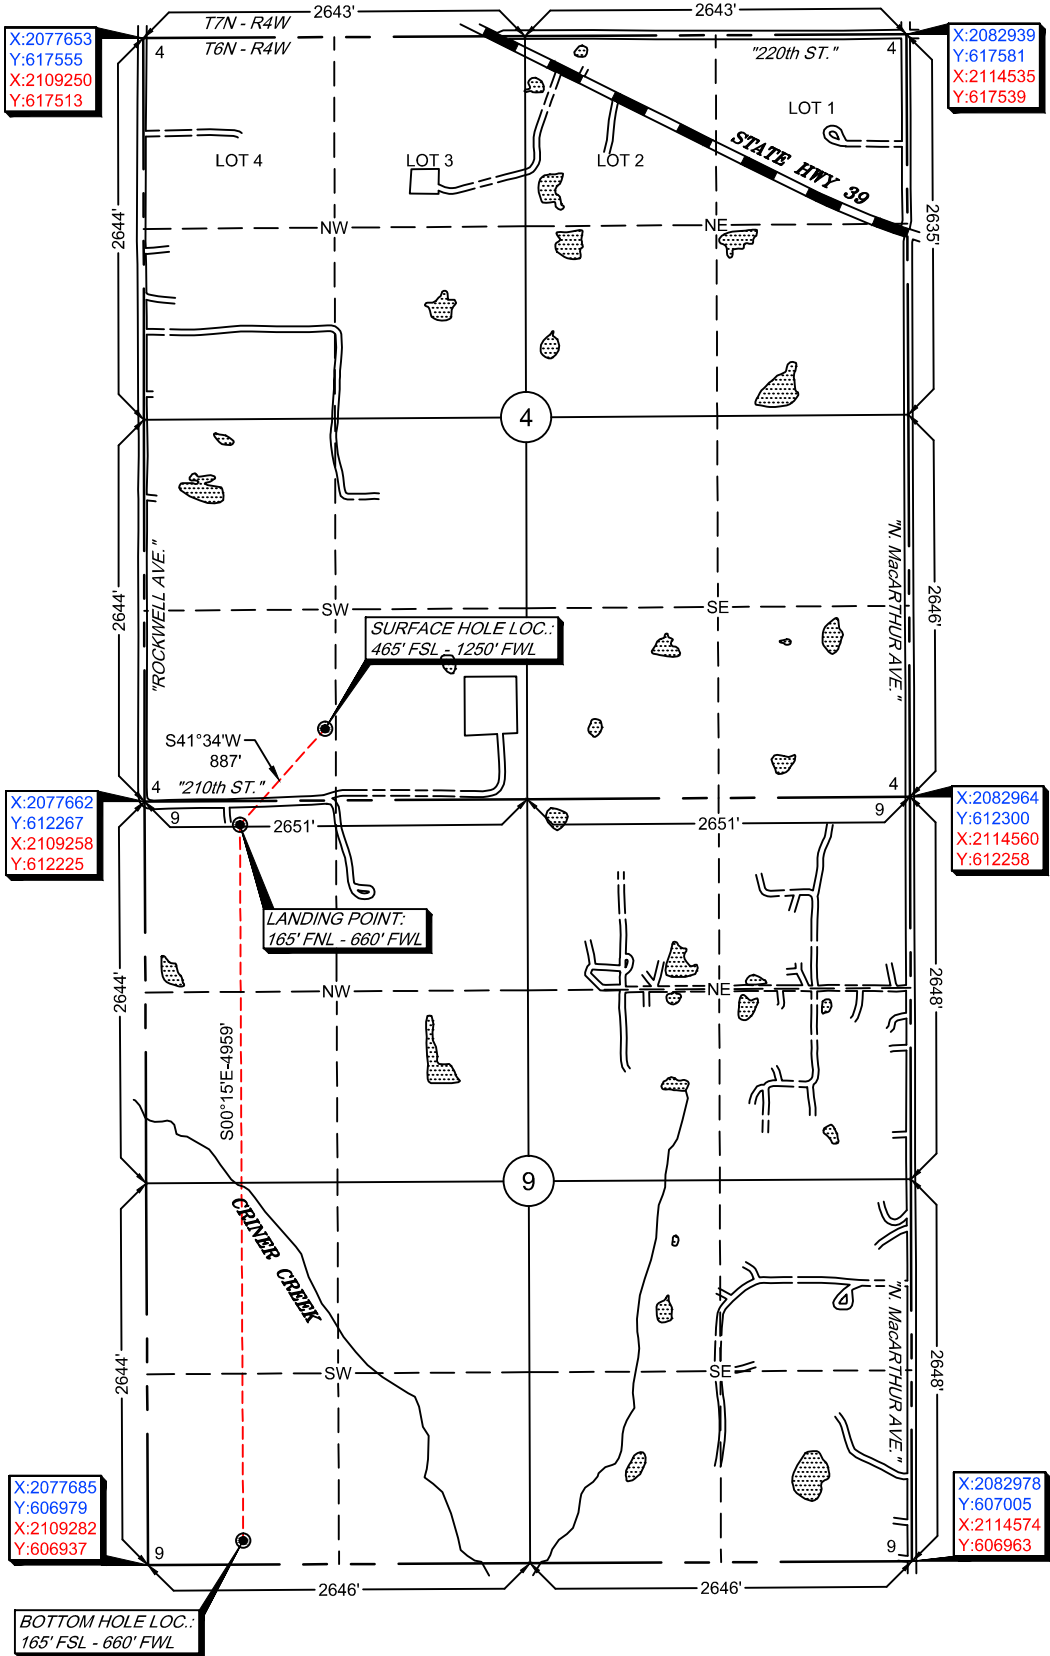 T7N - R4W
T6N - R4W
2643'
2643'
X:2077653
Y:617555
X:2109250
Y:617513
4
"220th ST."
4
X:2082939
Y:617581
X:2114535
Y:617539
LOT 4
LOT 3
LOT 2
LOT 1
STATE HWY 39
2644'
NW
NE
2635'
4
"ROCKWELL AVE."
2644'
SW
SE
"N. MacARTHUR AVE."
2646'
SURFACE HOLE LOC.:
465' FSL - 1250' FWL
S41°34'W
887'
4
"210th ST."
4
9
2651'
2651'
9
X:2077662
Y:612267
X:2109258
Y:612225
X:2082964
Y:612300
X:2114560
Y:612258
LANDING POINT:
165' FNL - 660' FWL
2644'
NW
NE
2648'
S00°15'E-4959'
9
CRINER CREEK
2644'
SW
SE
"N. MacARTHUR AVE."
2648'
X:2077685
Y:606979
X:2109282
Y:606937
9
9
X:2082978
Y:607005
X:2114574
Y:606963
2646'
2646'
BOTTOM HOLE LOC.:
165' FSL - 660' FWL